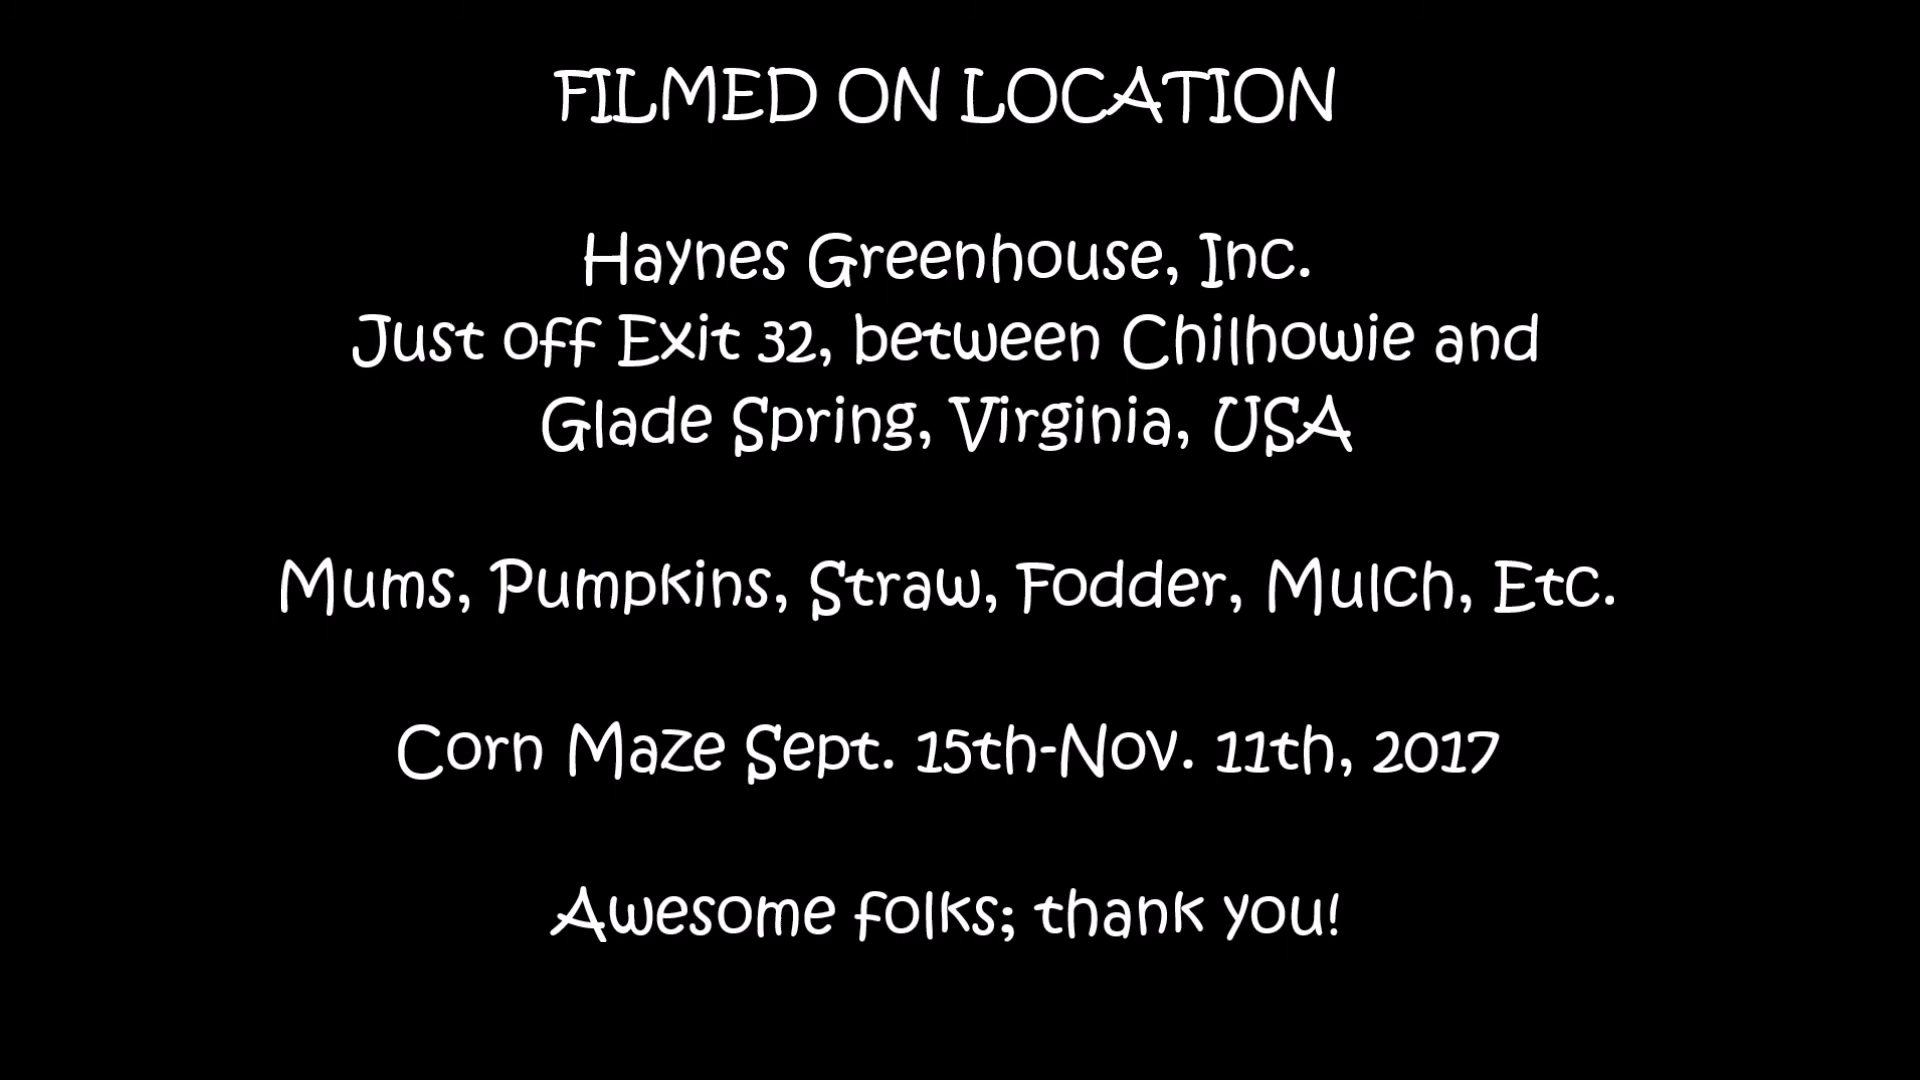 FILMED ON LOCATION
Haynes Greenhouse, Inc.
Just off Exit 32, between Chilhowie and
Glade Spring, Virginia, USA
Mums, Pumpkins, Straw, Fodder, Mulch, Etc.
Corn Maze Sept. 15th-Nov. 11th, 2017
Awesome folks; thank you!